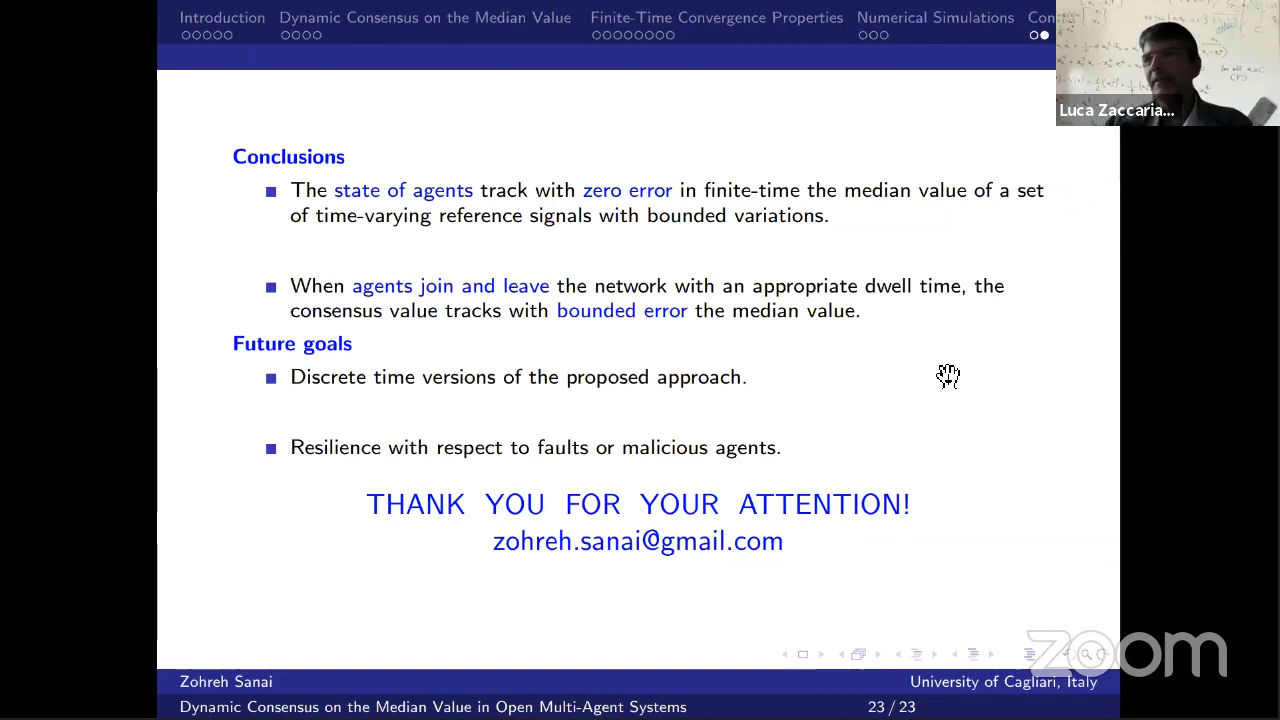 Introduction Dynamic Consensus on the Median Value Finite-Time Convergence Properties Numerical Simulations Con
Luca Zaccaria...
Conclusions
The state of agents track with zero error in finite-time the median value of a set
of time-varying reference signals with bounded variations.
When agents join and leave the network with an appropriate dwell time, the
consensus value tracks with bounded error the median value.
Future goals
Discrete time versions of the proposed approach.
Resilience with respect to faults or malicious agents.
THANK YOU FOR YOUR ATTENTION!
zohreh.sanai@gmail.com
zoom
Zohreh Sanai University of Cagliari, Italy
Dynamic Consensus on the Median Value in Open Multi-Agent Systems 23 / 23